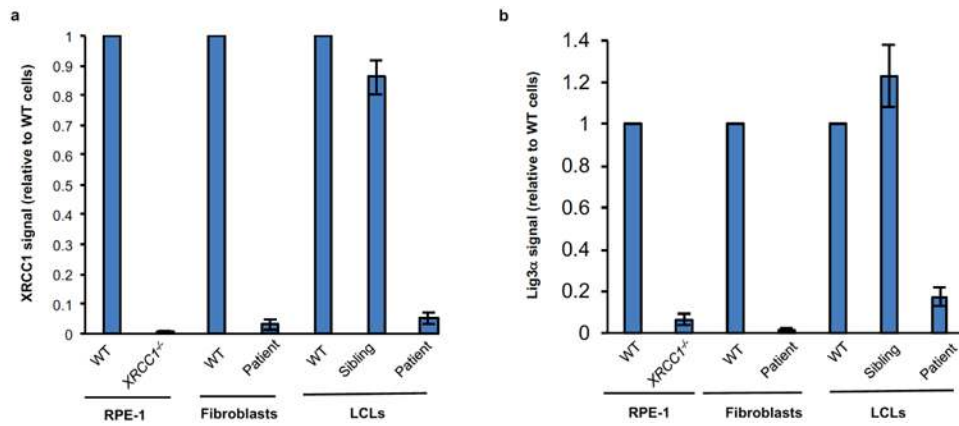 a
XRCC1 signal (relative to WT cells)
1
0.9
0.8
0.7
0.6
0.5
0.4
0.3
0.2
0.1
0
WT
XRCC1-/-
WT
Patient
WT
Sibling
Patient
RPE-1
Fibroblasts
LCLs
b
Lig3α signal (relative to WT cells)
1.4
1.2
1
0.8
0.6
0.4
0.2
0
WT
XRCC1-/-
WT
Patient
WT
Sibling
Patient
RPE-1
Fibroblasts
LCLs